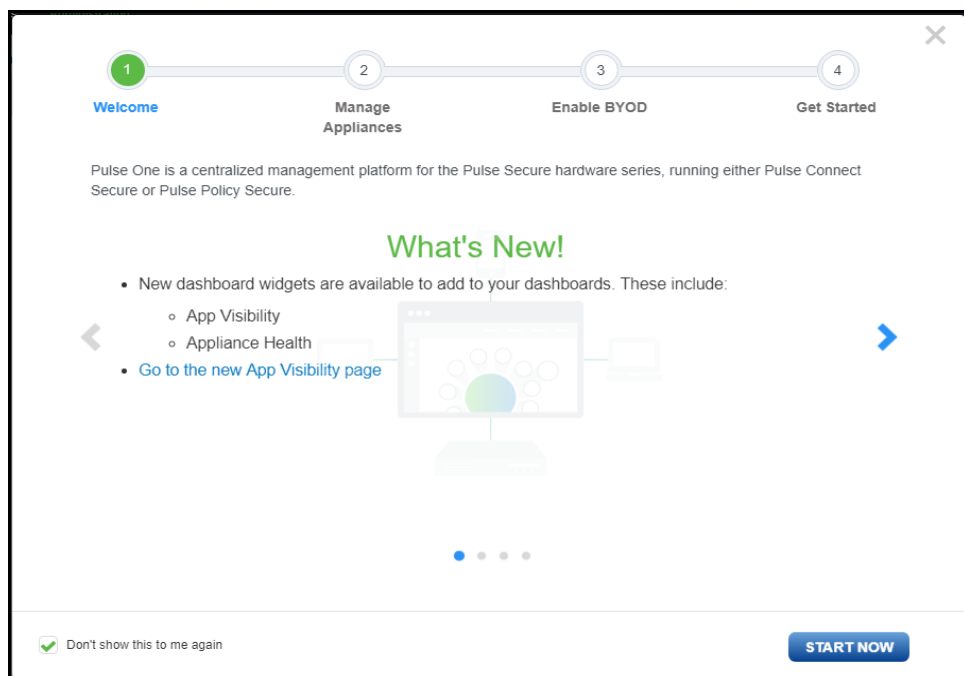 1
2
3
4
Welcome
Manage
Appliances
Enable BYOD
Get Started
Pulse One is a centralized management platform for the Pulse Secure hardware series, running either Pulse Connect
Secure or Pulse Policy Secure.
What's New!
New dashboard widgets are available to add to your dashboards. These include:
App Visibility
Appliance Health
Go to the new App Visibility page
Don't show this to me again
START NOW